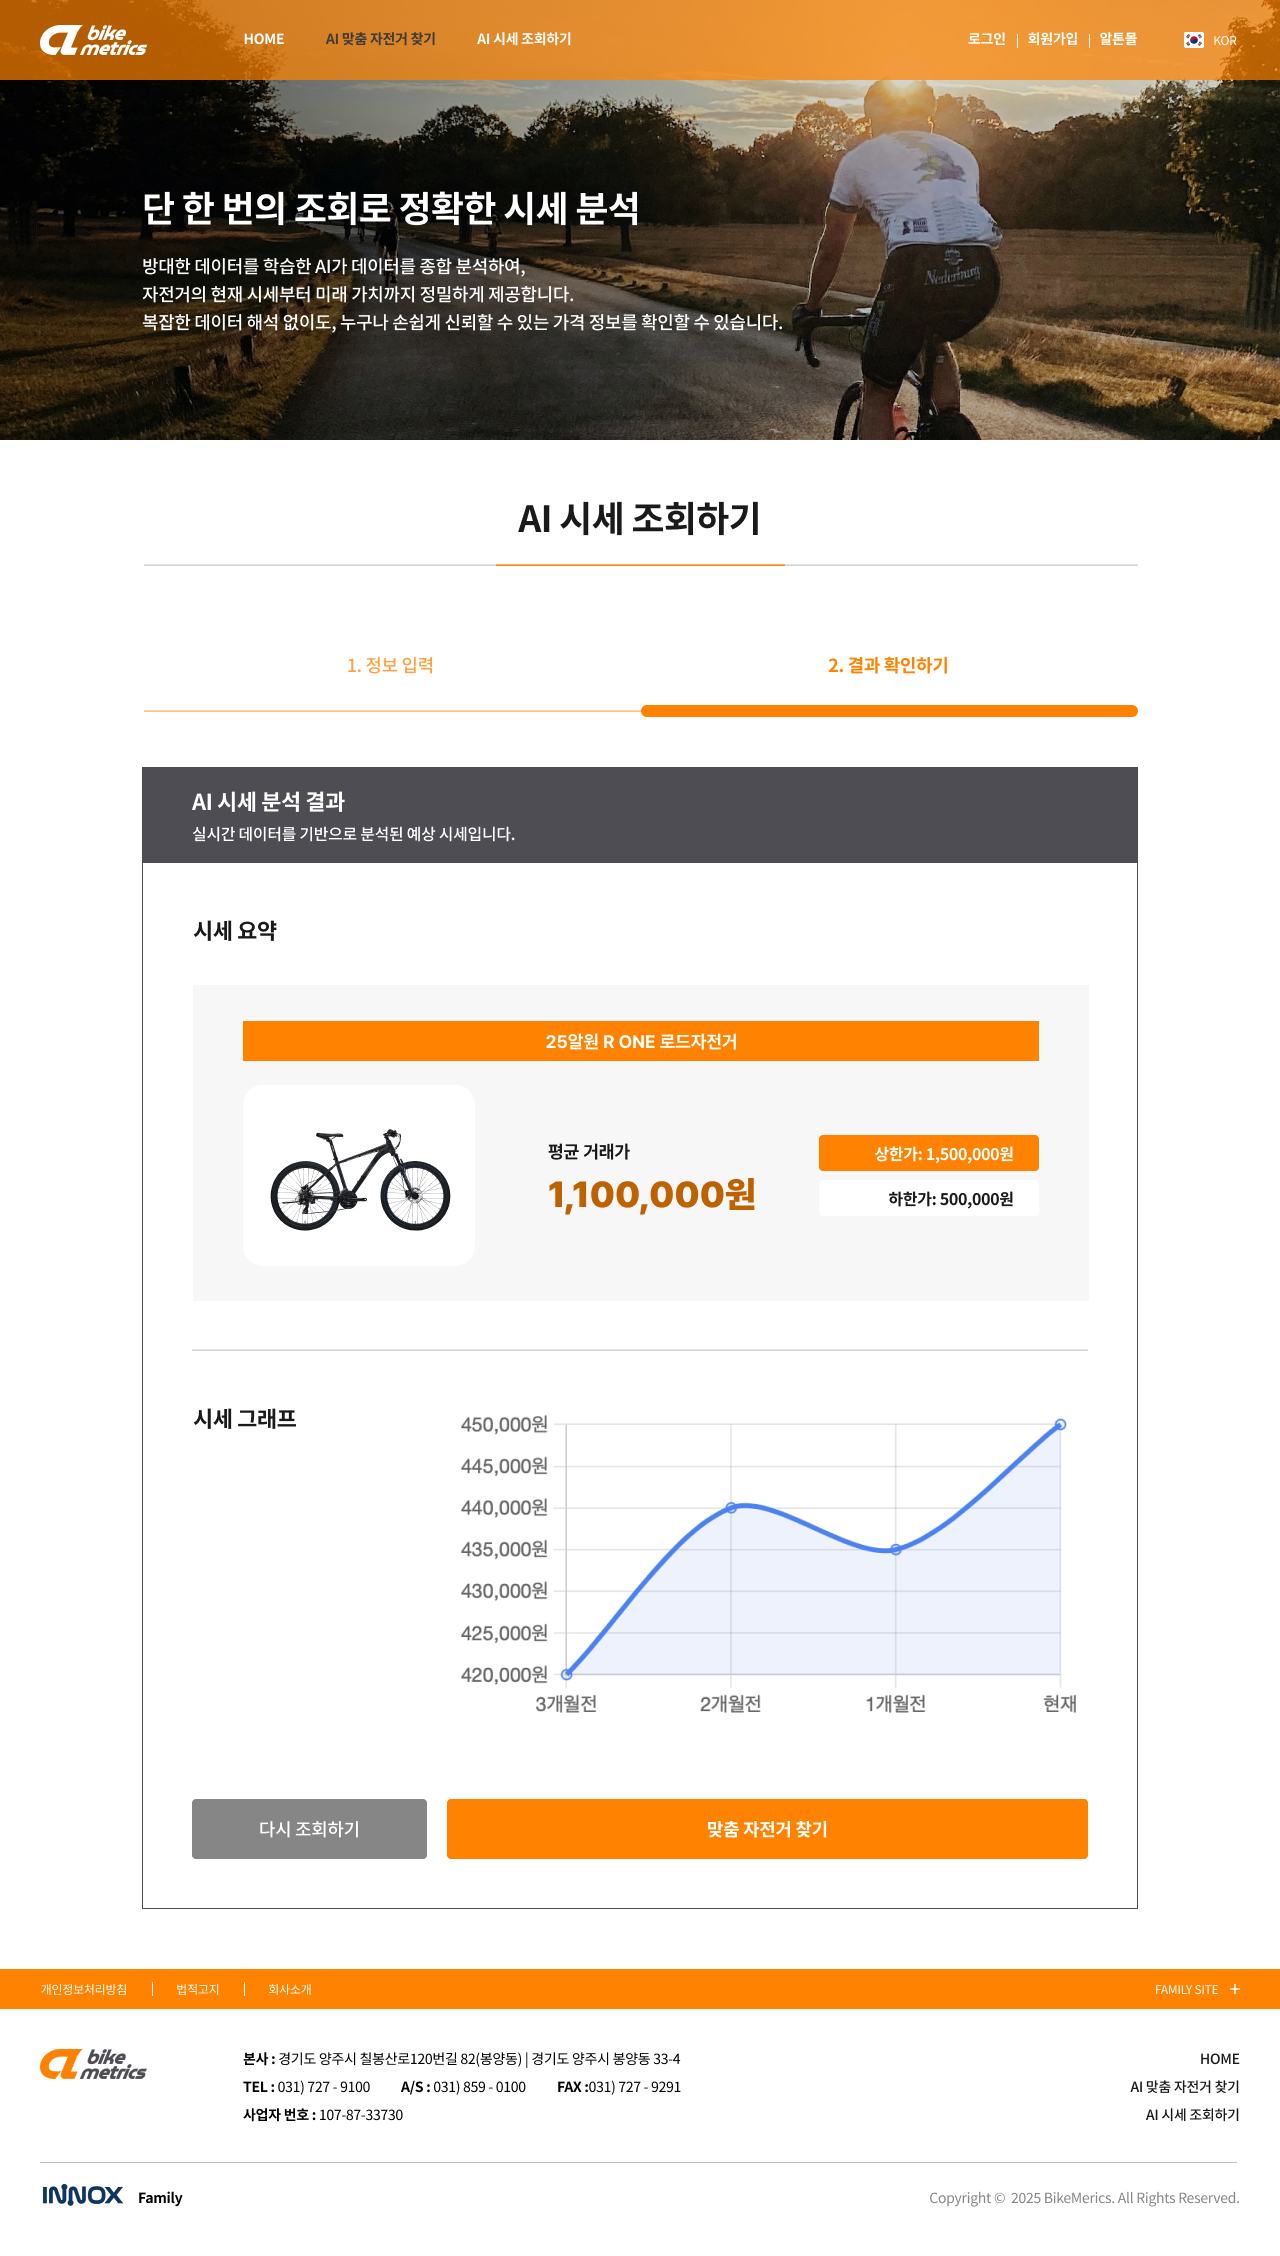 bike metrics
HOME
AI 맞춤 자전거 찾기
AI 시세 조회하기
로그인
회원가입
알톤몰
KOR
단 한 번의 조회로 정확한 시세 분석
방대한 데이터를 학습한 AI가 데이터를 종합 분석하여,
자전거의 현재 시세부터 미래 가치까지 정밀하게 제공합니다.
복잡한 데이터 해석 없이도, 누구나 손쉽게 신뢰할 수 있는 가격 정보를 확인할 수 있습니다.
Nederburg
AI 시세 조회하기
1. 정보 입력
2. 결과 확인하기
AI 시세 분석 결과
실시간 데이터를 기반으로 분석된 예상 시세입니다.
시세 요약
25알원 R ONE 로드자전거
평균 거래가
1,100,000원
상한가: 1,500,000원
하한가: 500,000원
시세 그래프
450,000원
445,000원
440,000원
435,000원
430,000원
425,000원
420,000원
3개월전
2개월전
1개월전
현재
다시 조회하기
맞춤 자전거 찾기
개인정보처리방침
법적고지
회사소개
FAMILY SITE +
bike metrics
본사 : 경기도 양주시 칠봉산로120번길 82(봉양동) | 경기도 양주시 봉양동 33-4
TEL : 031) 727 - 9100 A/S : 031) 859 - 0100 FAX :031) 727 - 9291
사업자 번호 : 107-87-33730
HOME
AI 맞춤 자전거 찾기
AI 시세 조회하기
INNOX Family
Copyright © 2025 BikeMerics. All Rights Reserved.